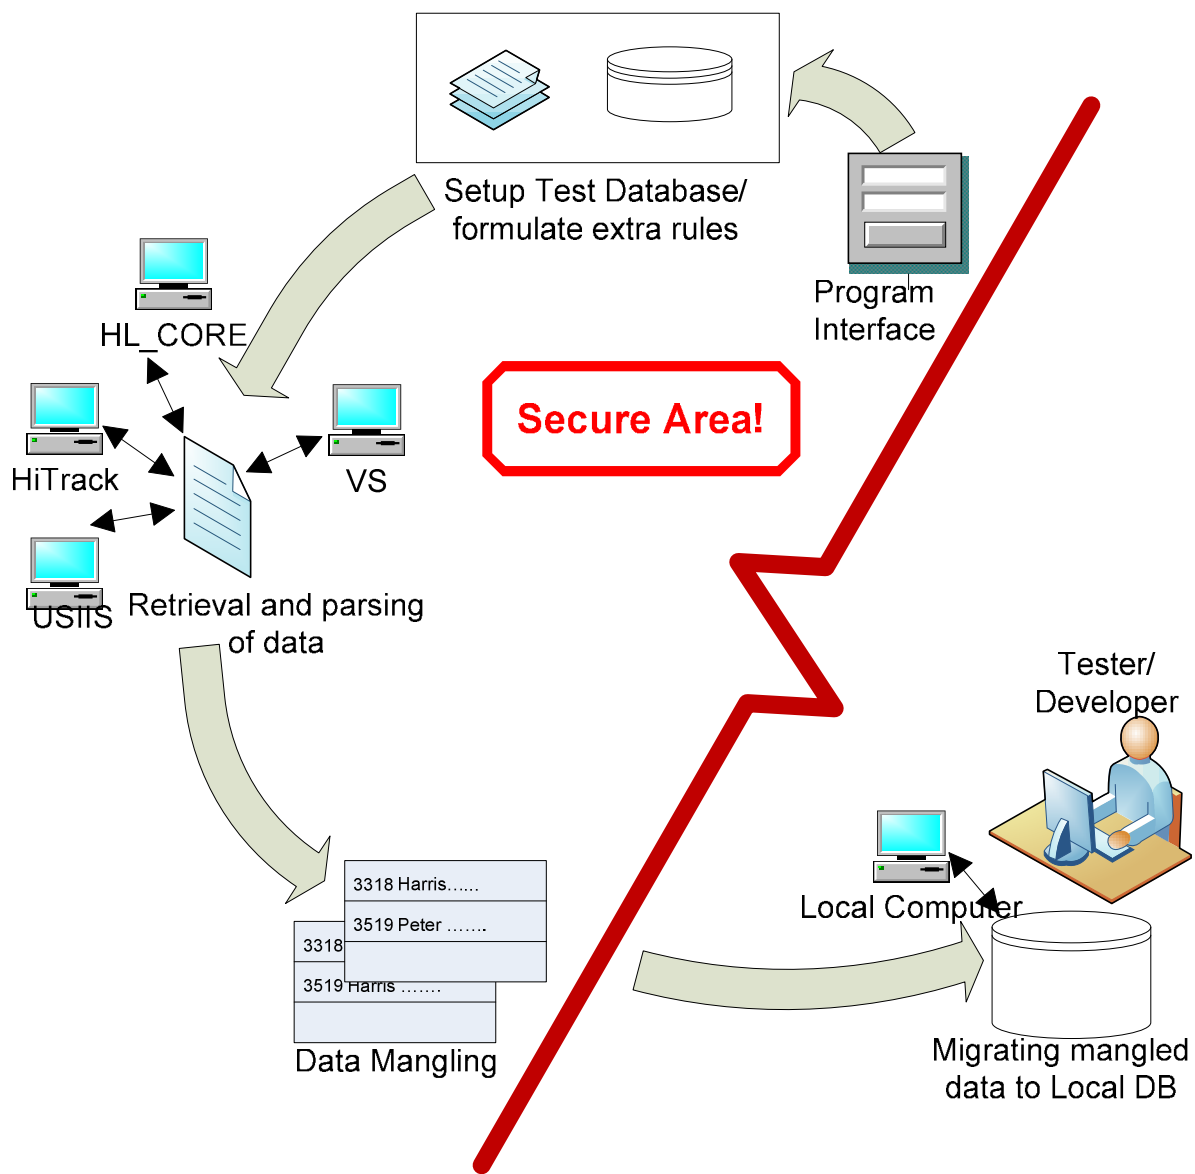 Setup Test Database/
formulate extra rules
Program
Interface
HL_CORE
Secure Area!
HiTrack
VS
USIIS
Retrieval and parsing
of data
Tester/
Developer
Local Computer
3318 Harris……
3519 Peter …….
3318
3519 Harris …….
Data Mangling
Migrating mangled
data to Local DB